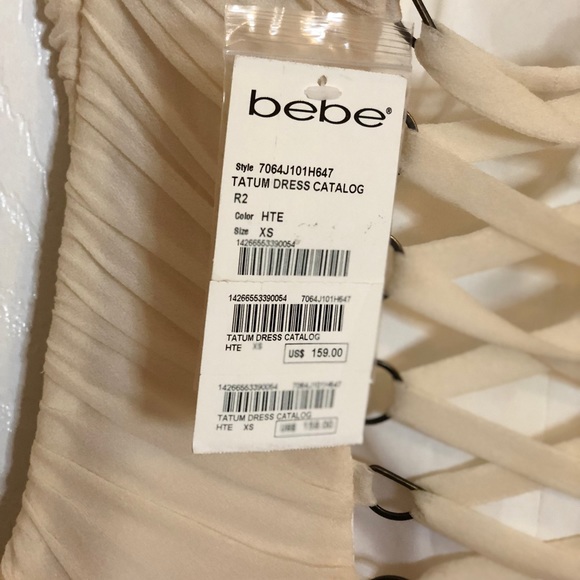 bebe®
Style 7064J101H647
TATUM DRESS CATALOG
R2
Color HTE
Size XS
14266553390054
14266553390054 7064J101H647
TATUM DRESS CATALOG
HTE XS US$ 159.00
14266553390054 7064J101H647
TATUM DRESS CATALOG
HTE XS US$ 159.00